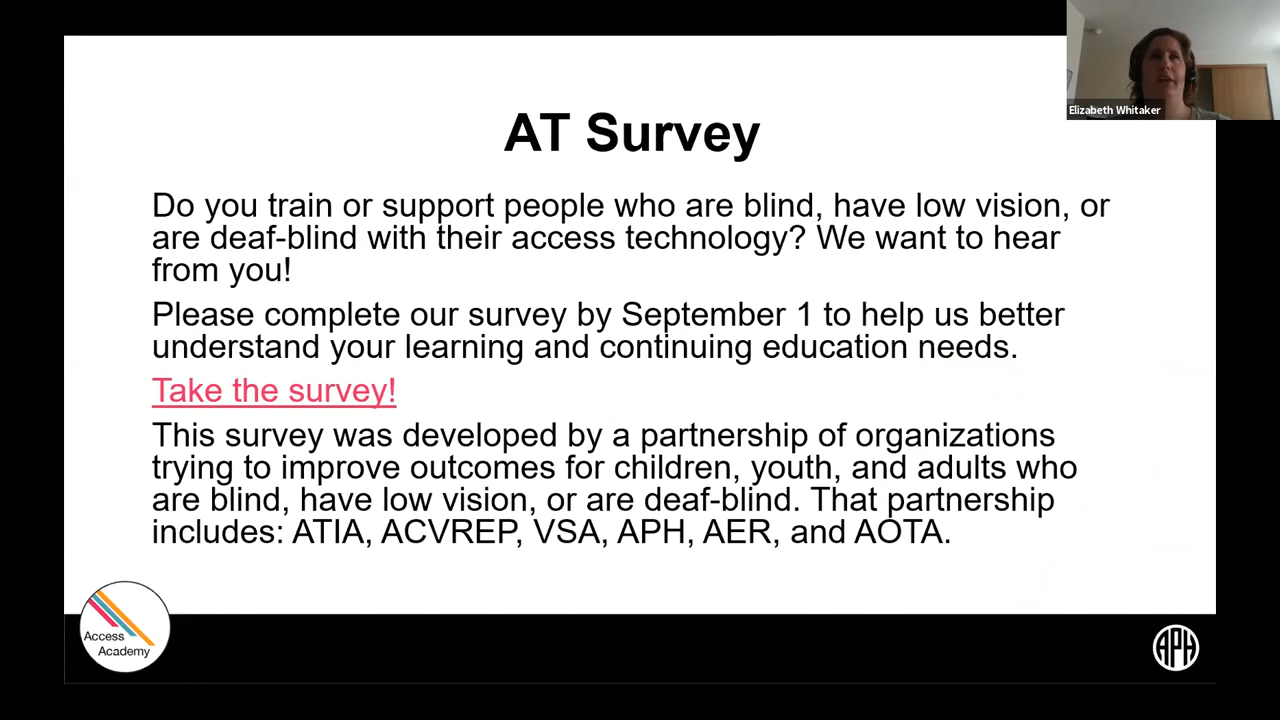 Elizabeth Whitaker
AT Survey
Do you train or support people who are blind, have low vision, or
are deaf-blind with their access technology? We want to hear
from you!
Please complete our survey by September 1 to help us better
understand your learning and continuing education needs.
Take the survey!
This survey was developed by a partnership of organizations
trying to improve outcomes for children, youth, and adults who
are blind, have low vision, or are deaf-blind. That partnership
includes: ATIA, ACVREP, VSA, APH, AER, and AOTA.
Access
Academy
APH